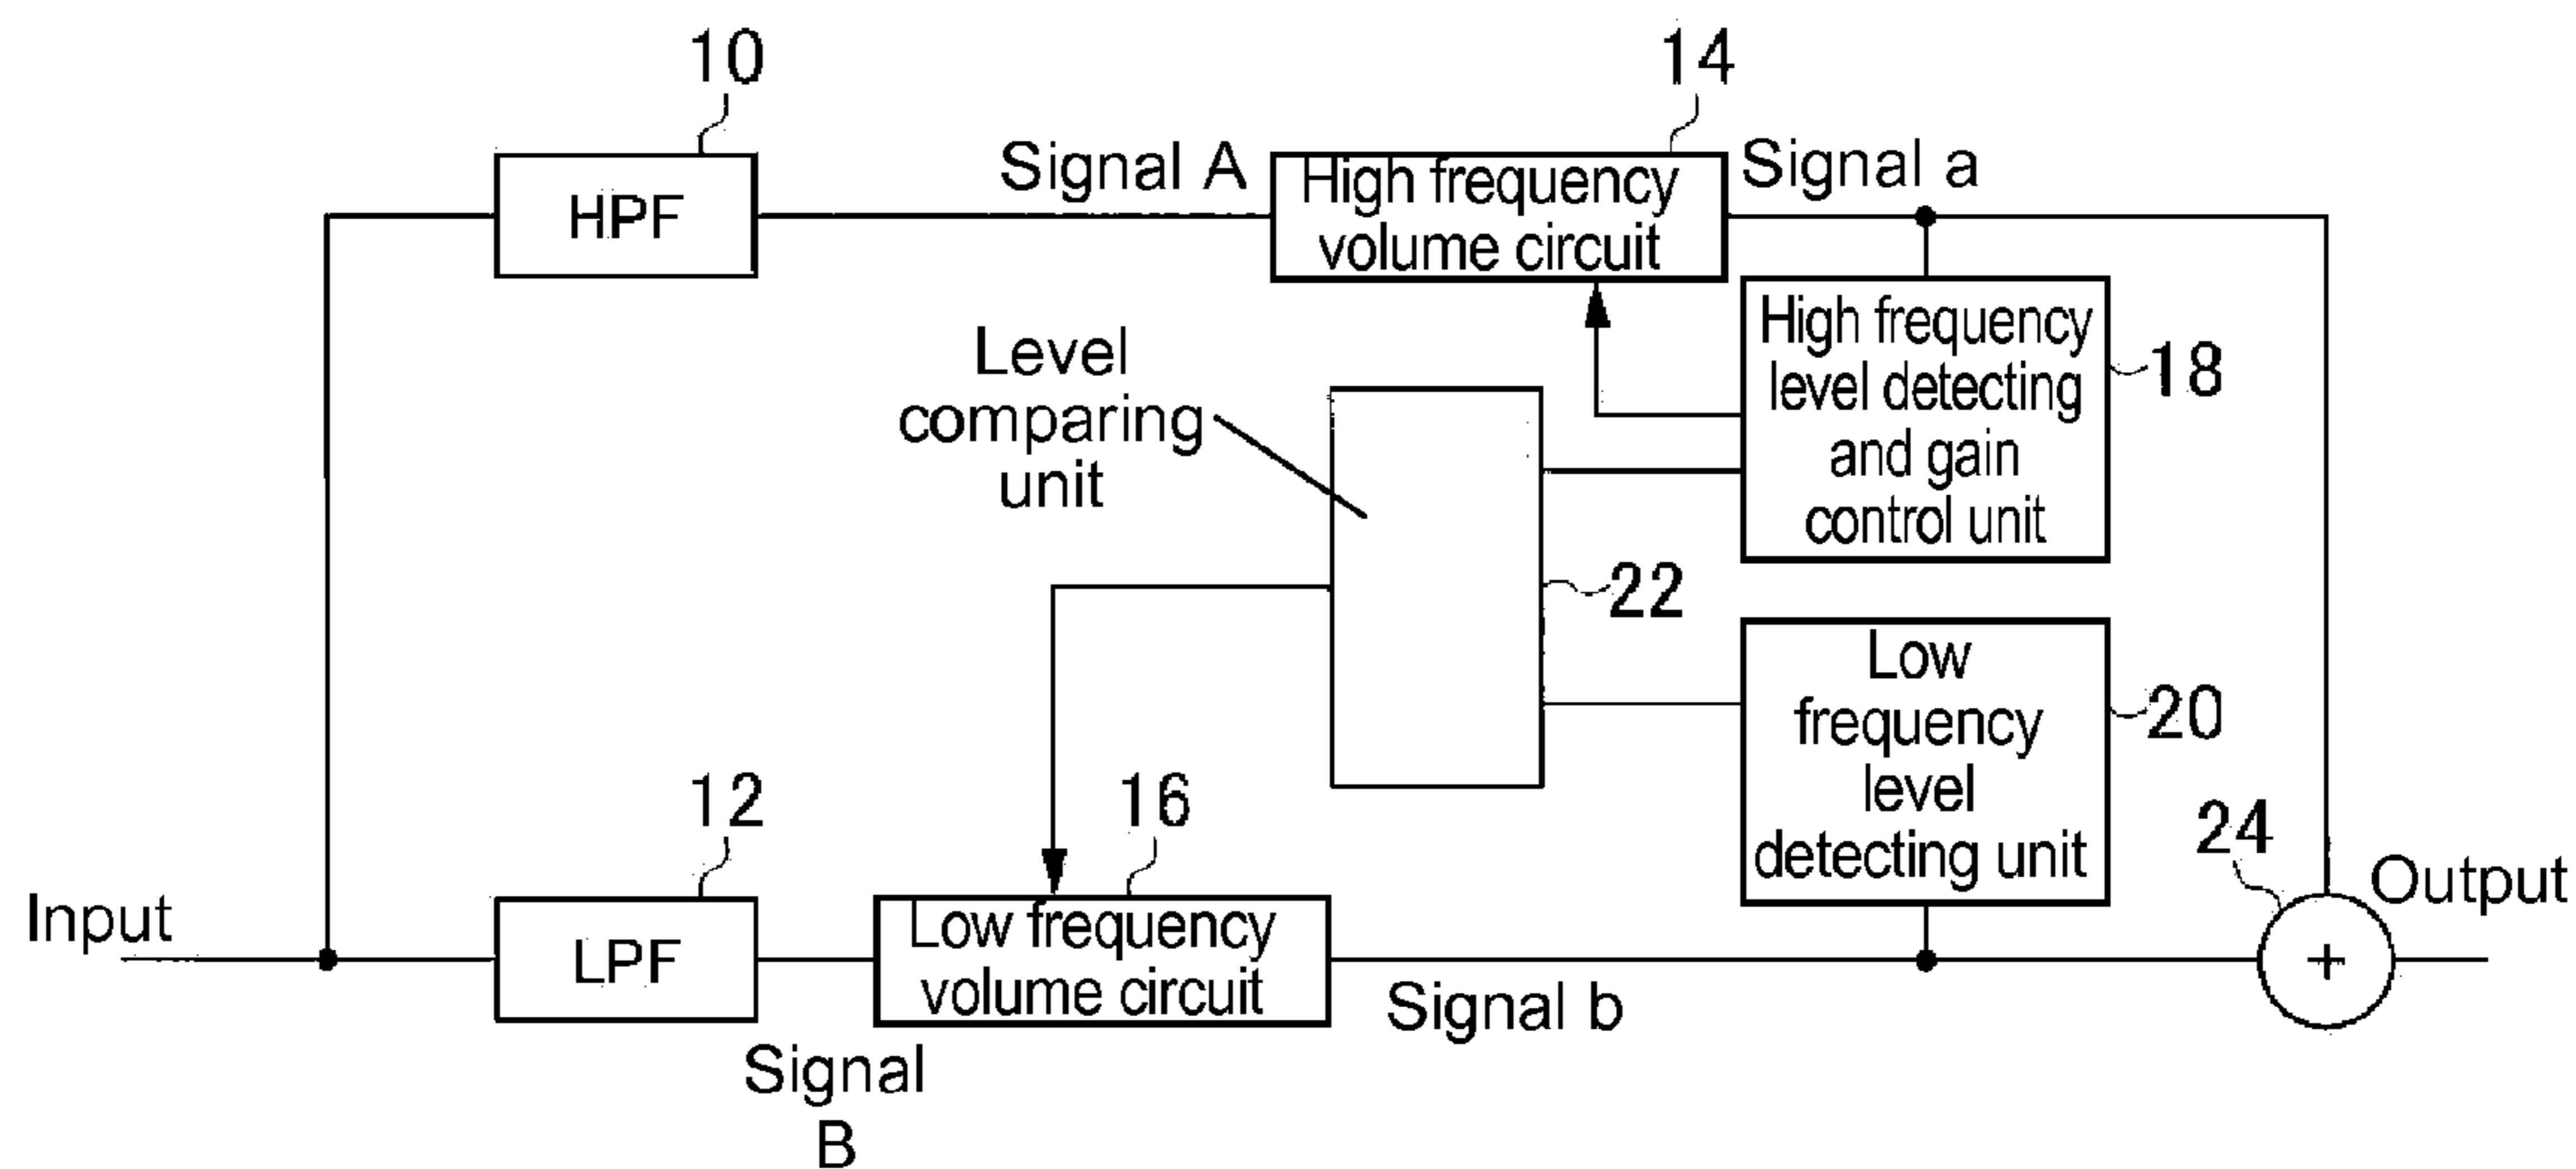 10
14
Signal A
High frequency
volume circuit
Signal a
HPF
Level
comparing
unit
High frequency
level detecting
and gain
control unit
18
22
Low
frequency
level
detecting unit
20
12
16
24
Input
LPF
Low frequency
volume circuit
+
Output
Signal
B
Signal b